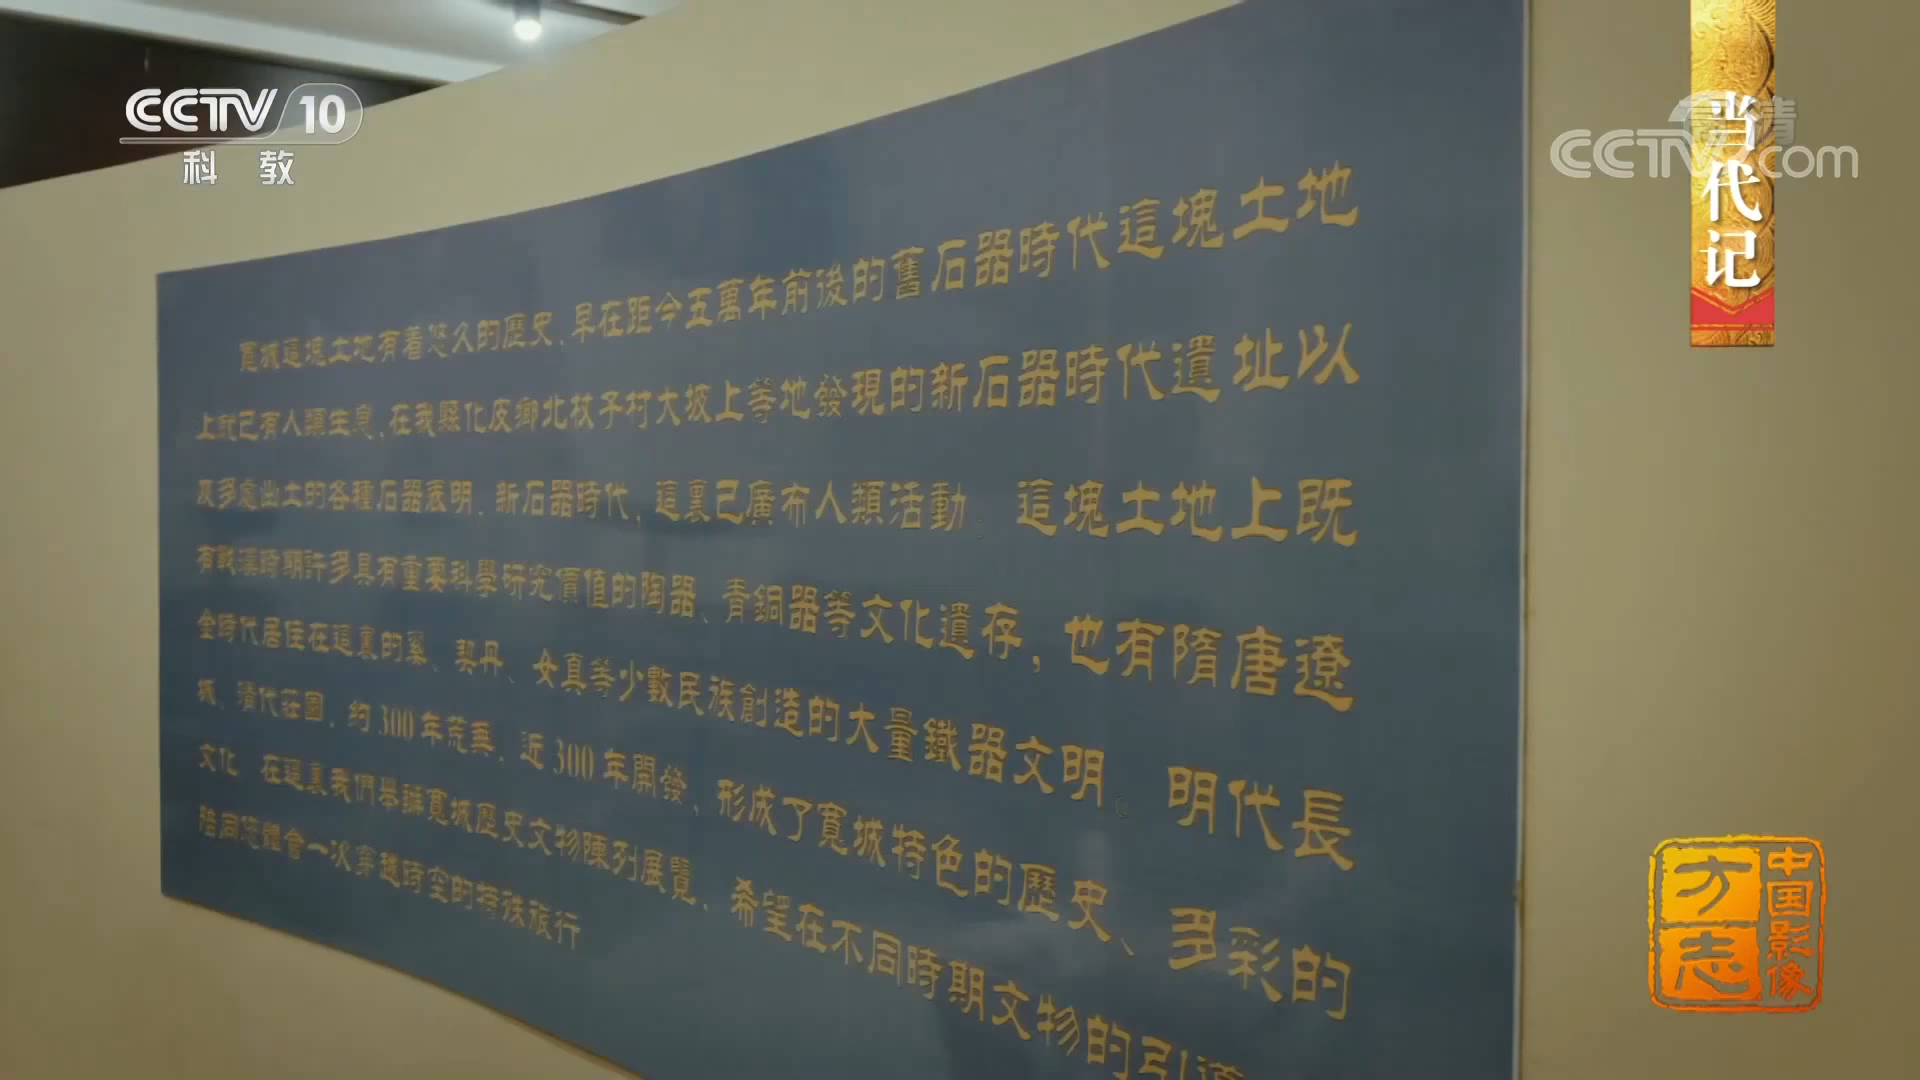 CCTV 10
科 教
CCTV.com
高清
当代记
寬城這塊土地有着悠久的歷史,早在距今五萬年前後的舊石器時代這塊土地
上就已有人類生息,在我縣化皮鄉北杖子村大坡上等地發現的新石器時代遺址以
及多處出土的各種石器表明,新石器時代,這裏已廣布人類活動。這塊土地上既
有戰漢時期許多具有重要科學研究價值的陶器、青銅器等文化遺存,也有隋唐遼
金時代居住在這裏的奚、契丹、女真等少數民族創造的大量鐵器文明。明代長
城、清代莊園,約300年荒蕪,近300年開發、形成了寬城特色的歷史、多彩的
文化 在這裏我們舉辦寬城歷史文物陳列展覽,希望在不同時期文物的引導
陪同您體會一次穿越時空的特殊旅行
中国影像
方志